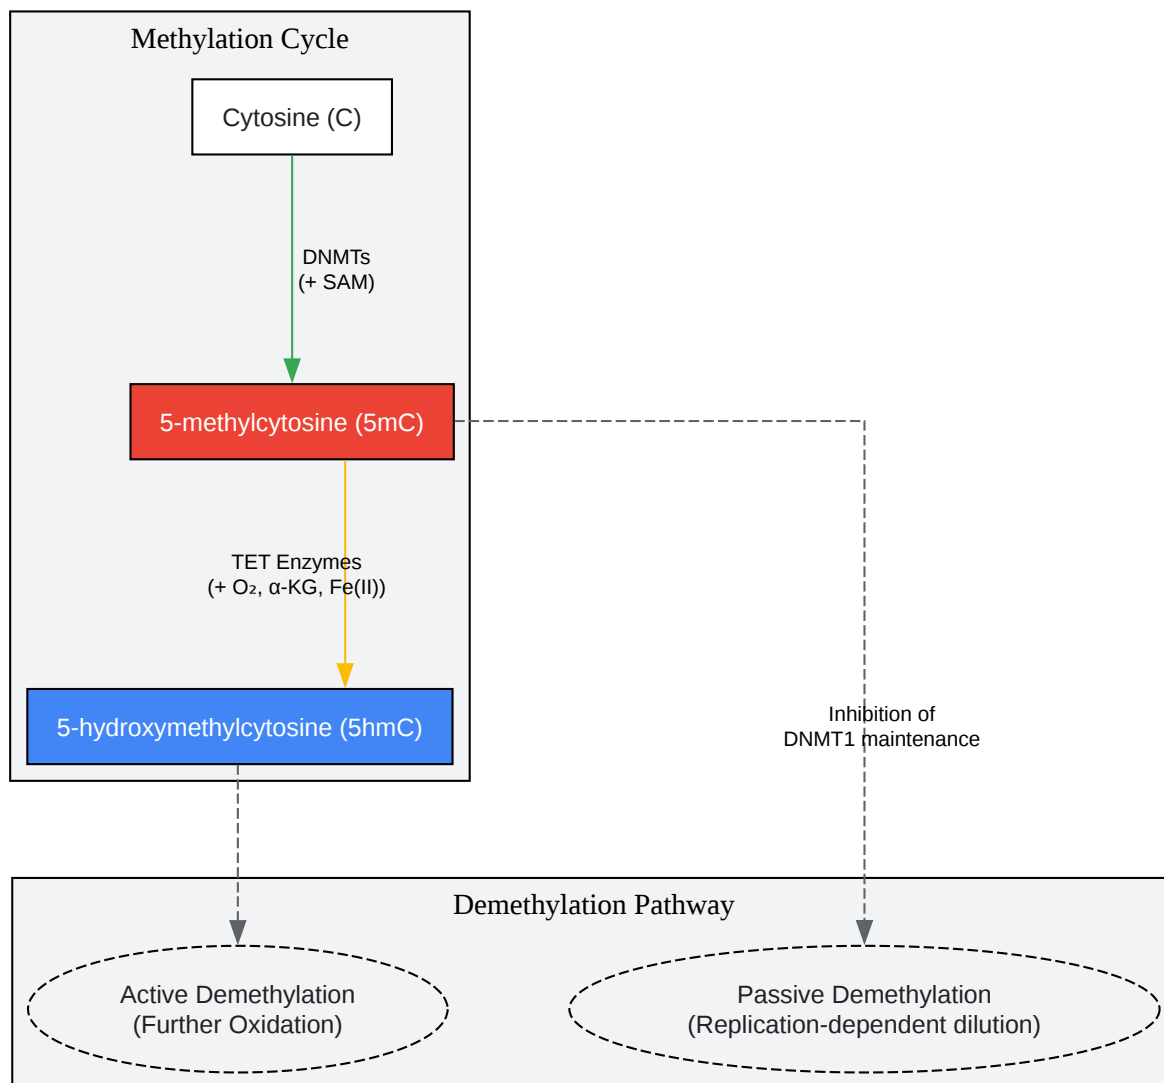 Methylation Cycle
Cytosine (C)
DNMTs
(+ SAM)
5-methylcytosine (5mC)
TET Enzymes
(+ O₂, α-KG, Fe(II))
5-hydroxymethylcytosine (5hmC)
Inhibition of
DNMT1 maintenance
Demethylation Pathway
Active Demethylation
(Further Oxidation)
Passive Demethylation
(Replication-dependent dilution)